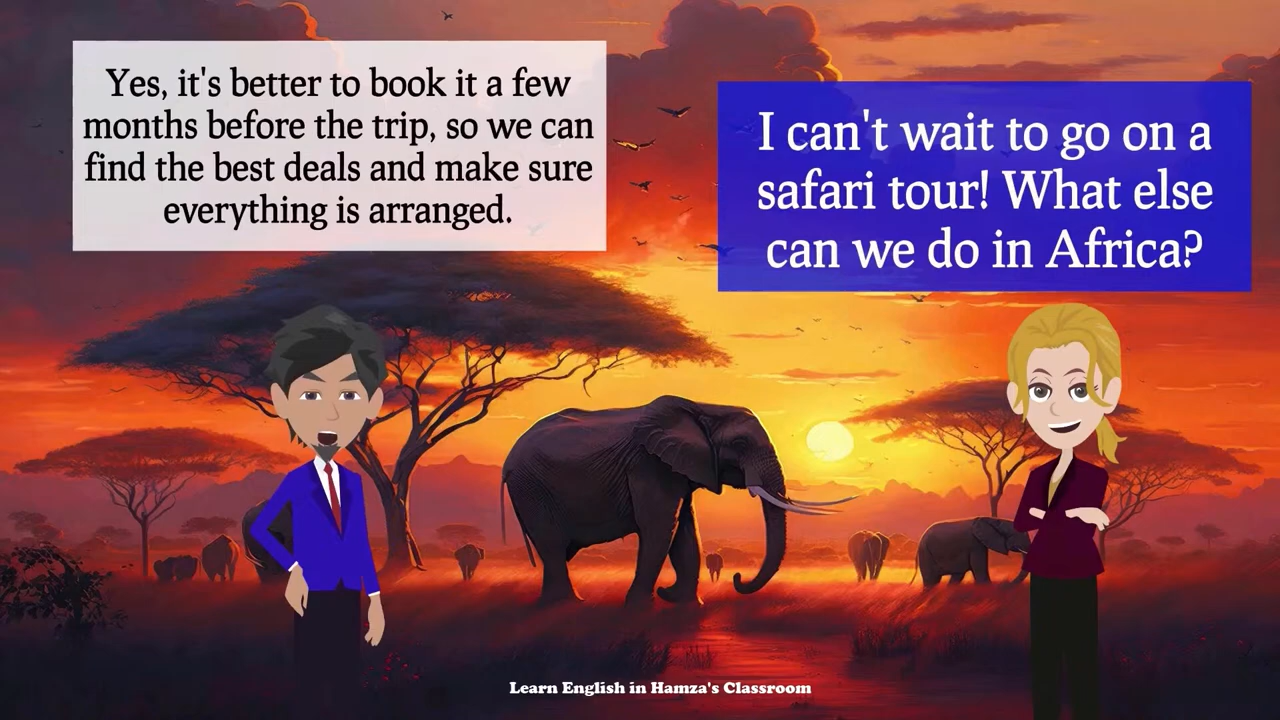 Yes, it's better to book it a few
months before the trip, so we can
find the best deals and make sure
everything is arranged.
I can't wait to go on a
safari tour! What else
can we do in Africa?
Learn English in Hamza's Classroom